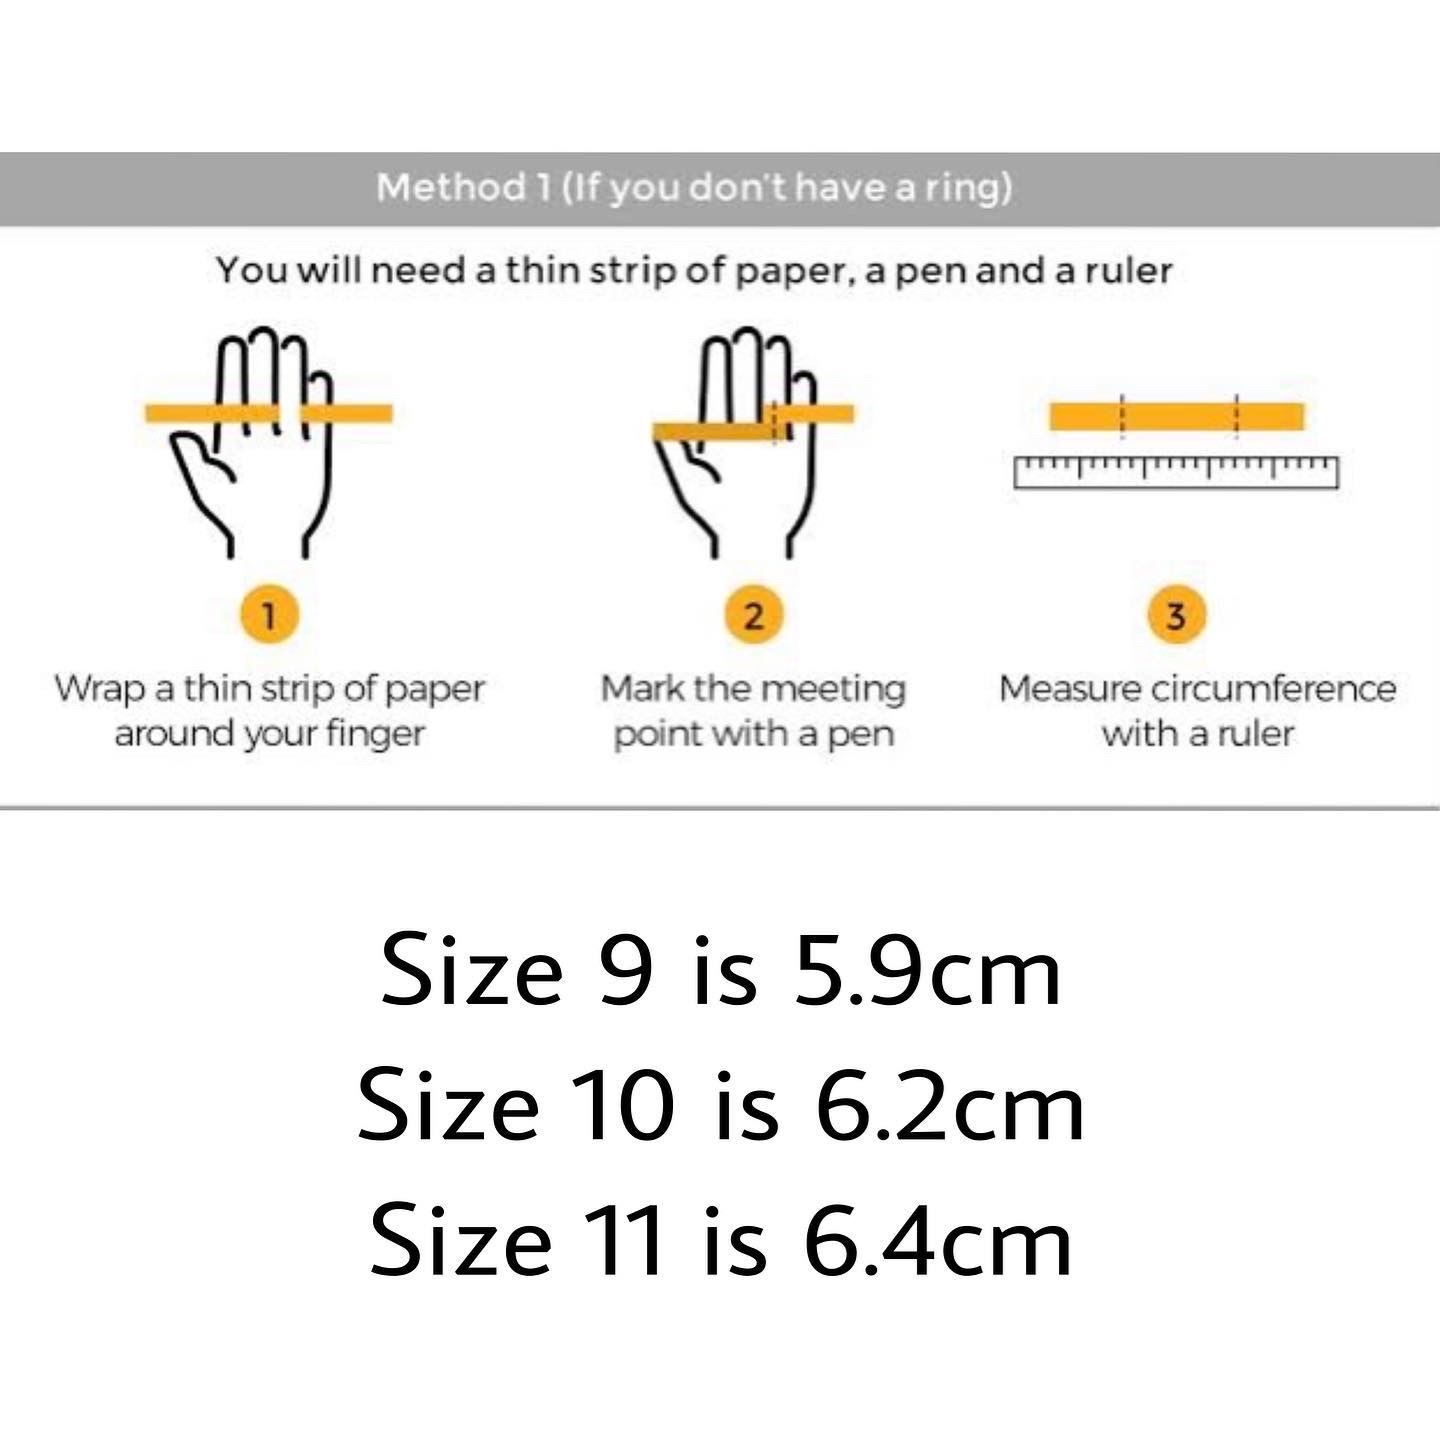 Method 1 (If you don't have a ring)
You will need a thin strip of paper, a pen and a ruler
1
Wrap a thin strip of paper
around your finger
2
Mark the meeting
point with a pen
3
Measure circumference
with a ruler
Size 9 is 5.9cm
Size 10 is 6.2cm
Size 11 is 6.4cm